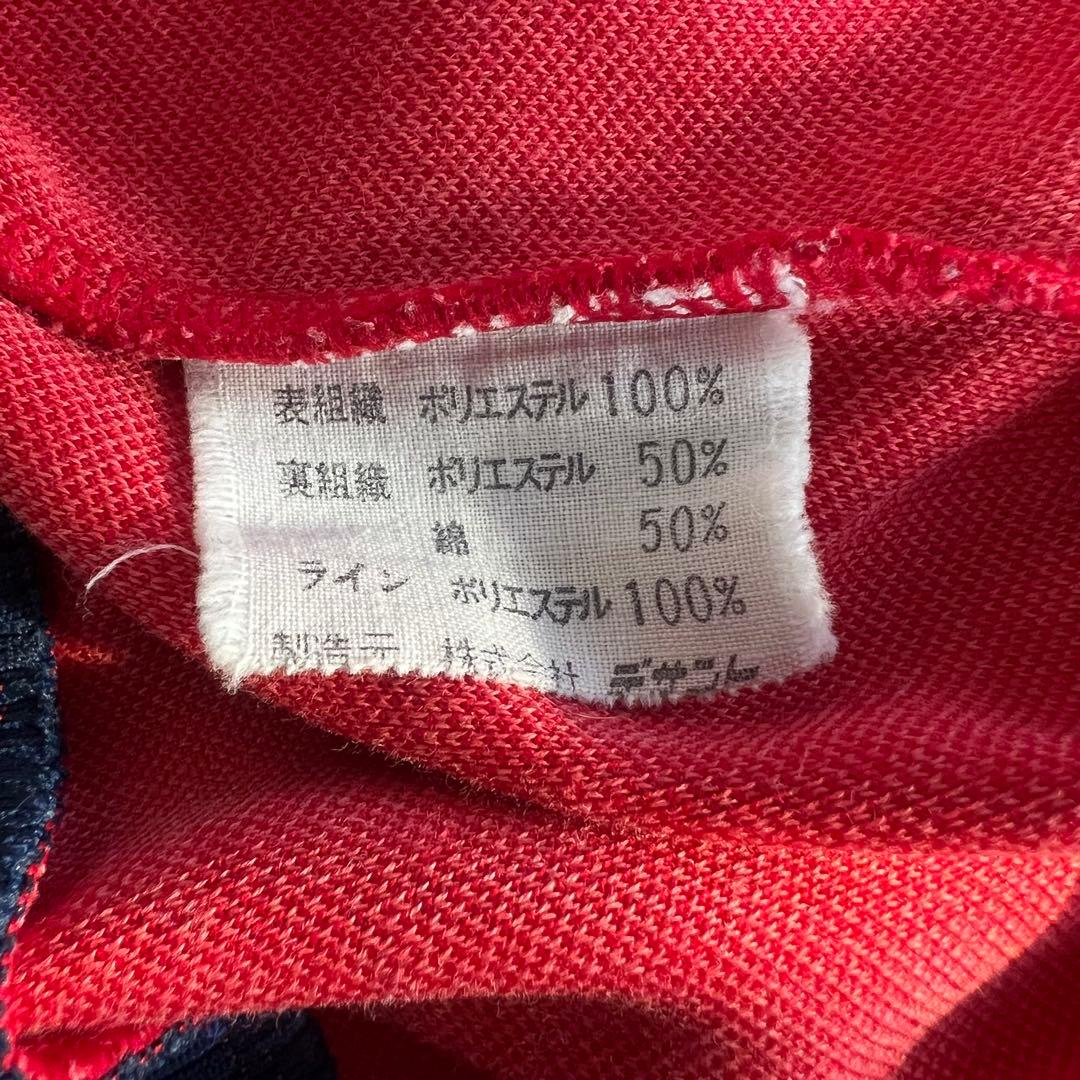 表組織 ポリエステル 100%
裏組織 ポリエステル 50%
綿 50%
ライン ポリエステル 100%
製造元 株式会社 デサント